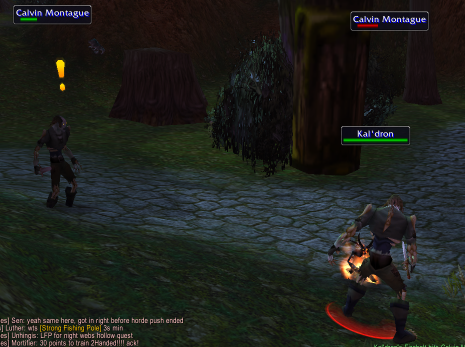 Calvin Montague
Calvin Montague
Kal'dron
es] Sen: yeah same here, got in right before horde push ended
s] Luther: wts [Strong Fishing Pole] 3s min
es] Unhingis: LFP for night webs hollow quest
es] Mortifier: 30 points to train 2Handed!!!! ack!